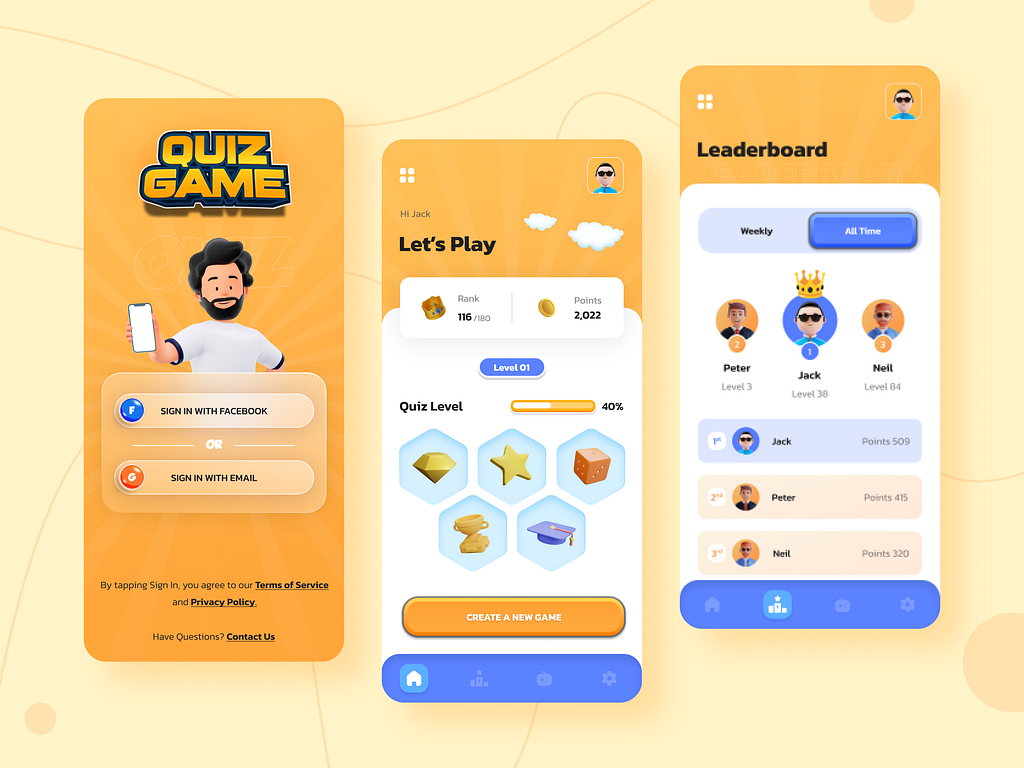 QUIZ
GAME
QUIZ
F SIGN IN WITH FACEBOOK
OR
G SIGN IN WITH EMAIL
By tapping Sign In, you agree to our Terms of Service
and Privacy Policy.
Have Questions? Contact Us
Hi Jack
Let's Play
Rank
116 /180
Points
2,022
Level 01
Quiz Level
40%
CREATE A NEW GAME
Leaderboard
LEADERBOARD
Weekly
All Time
2
1
3
Peter
Level 3
Jack
Level 38
Neil
Level 84
1st Jack Points 509
2nd Peter Points 415
3rd Neil Points 320